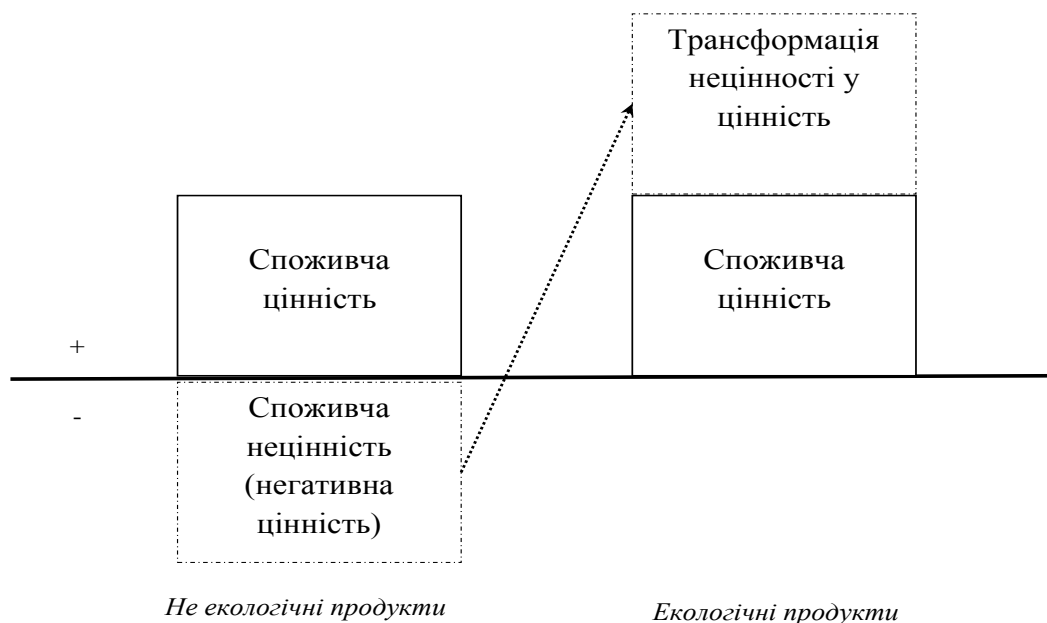 Трансформація
нецінності у
цінність
Споживча
цінність
Споживча
цінність
+
-
Споживча
нецінність
(негативна
цінність)
Не екологічні продукти
Екологічні продукти